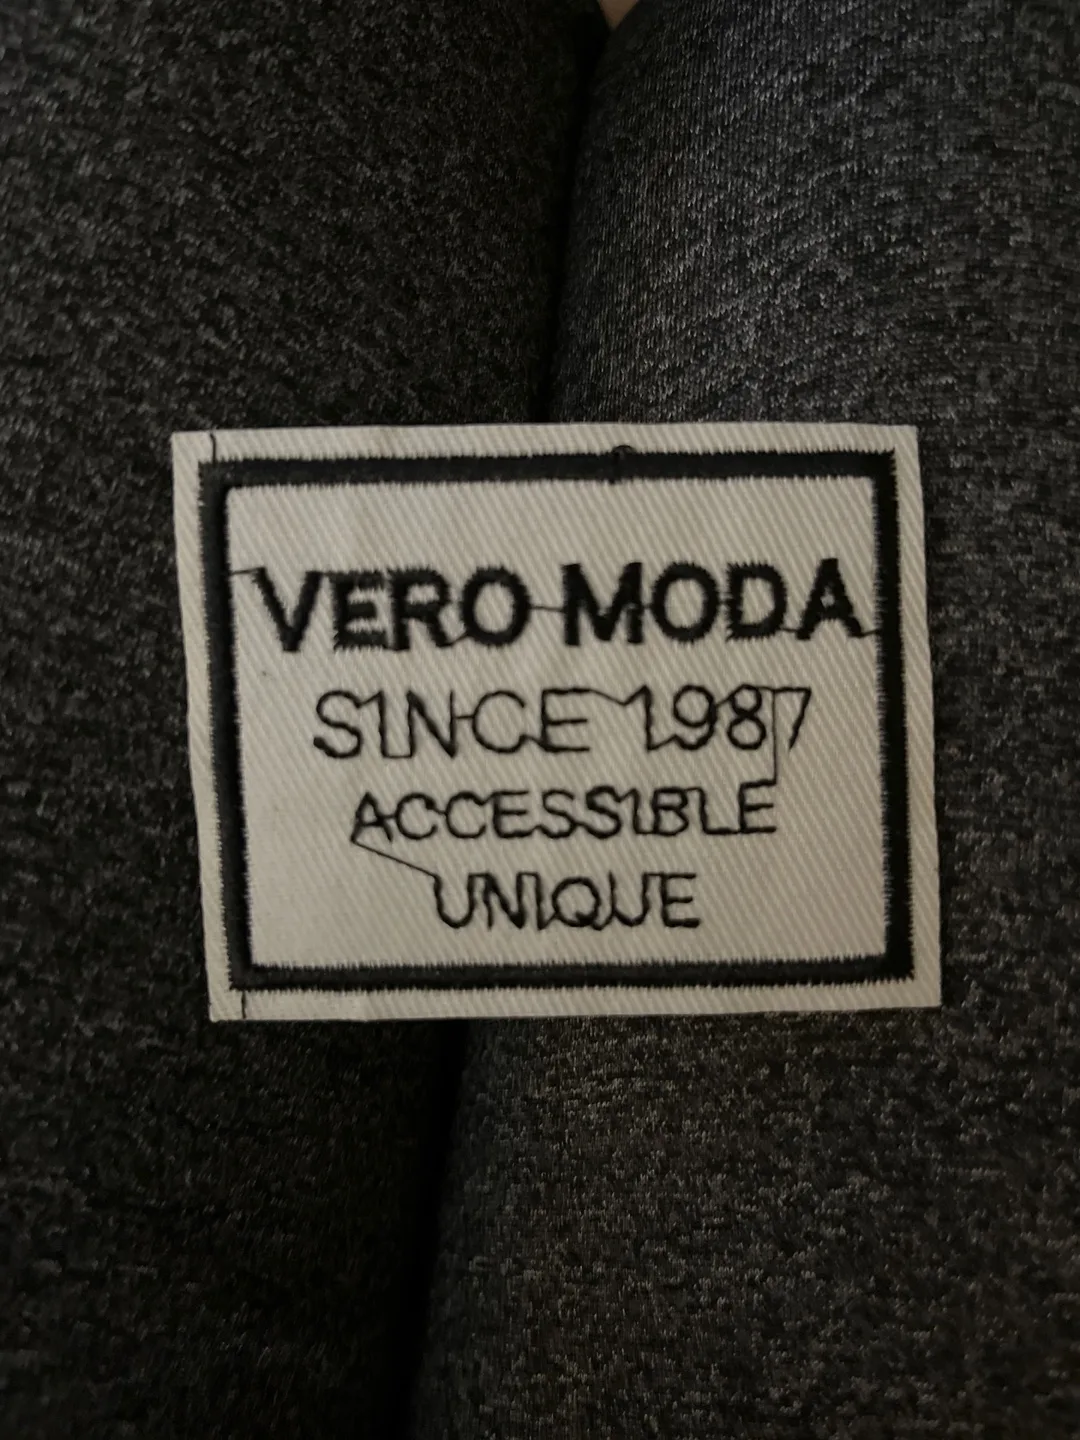 VERO MODA
SINCE 1987
ACCESSIBLE
UNIQUE